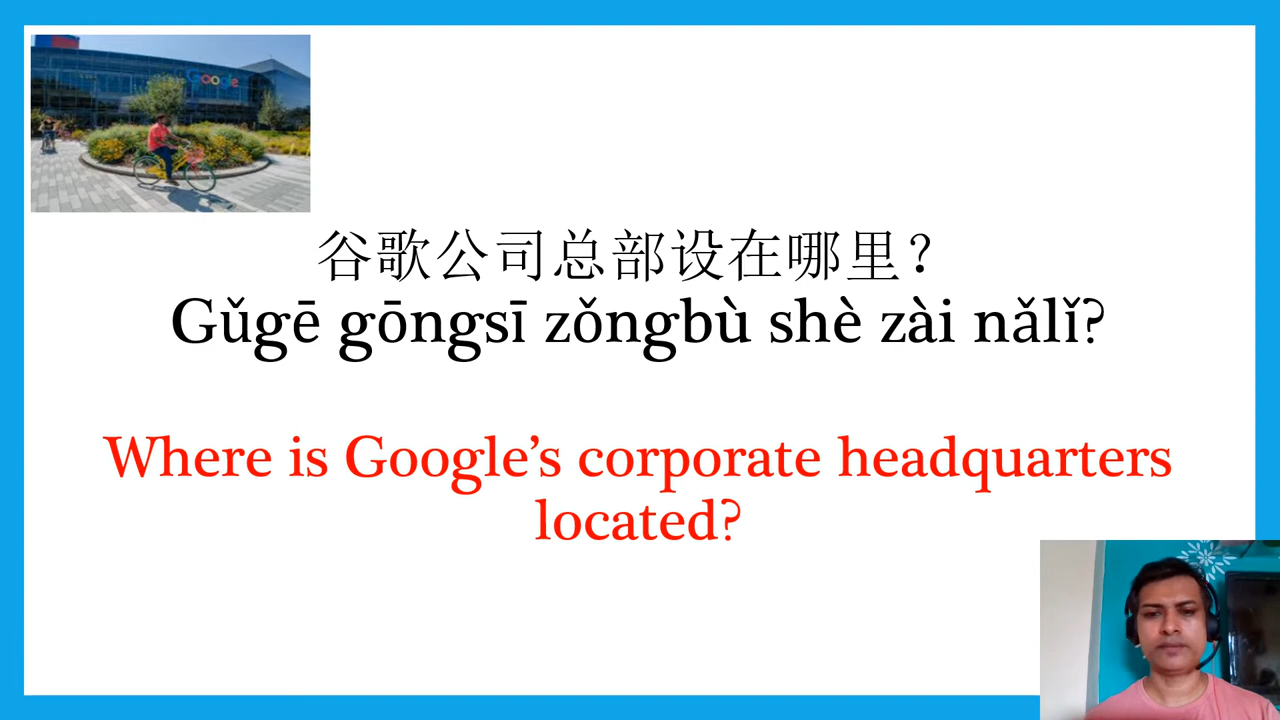 Google
谷歌公司总部设在哪里？
Gǔgē gōngsī zǒngbù shè zài nǎlǐ?
Where is Google’s corporate headquarters
located?